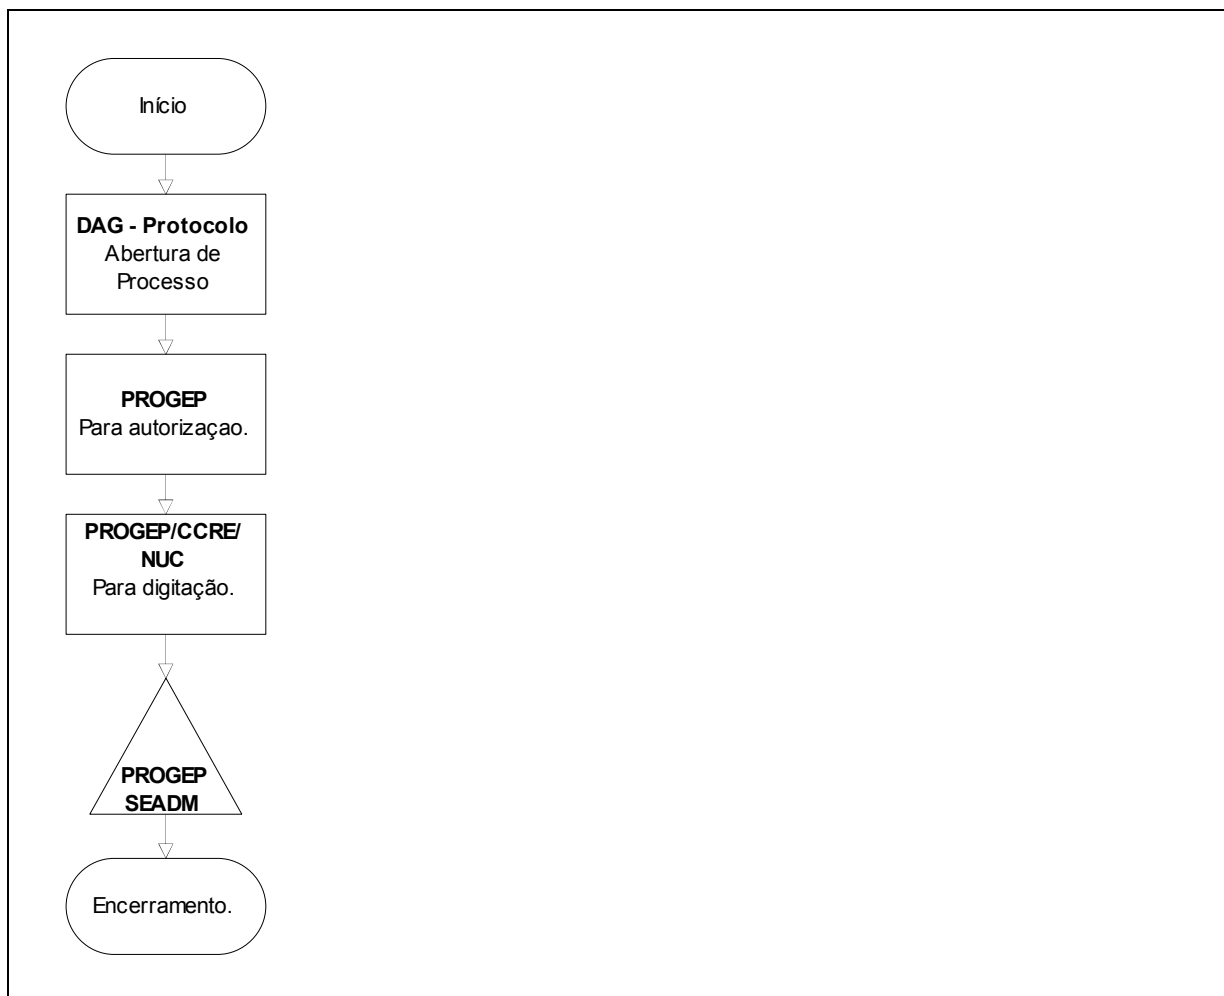 Início
DAG - Protocolo
Abertura de
Processo
PROGEP
Para autorizaçao.
PROGEP/CCRE/
NUC
Para digitação.
PROGEP
SEADM
Encerramento.